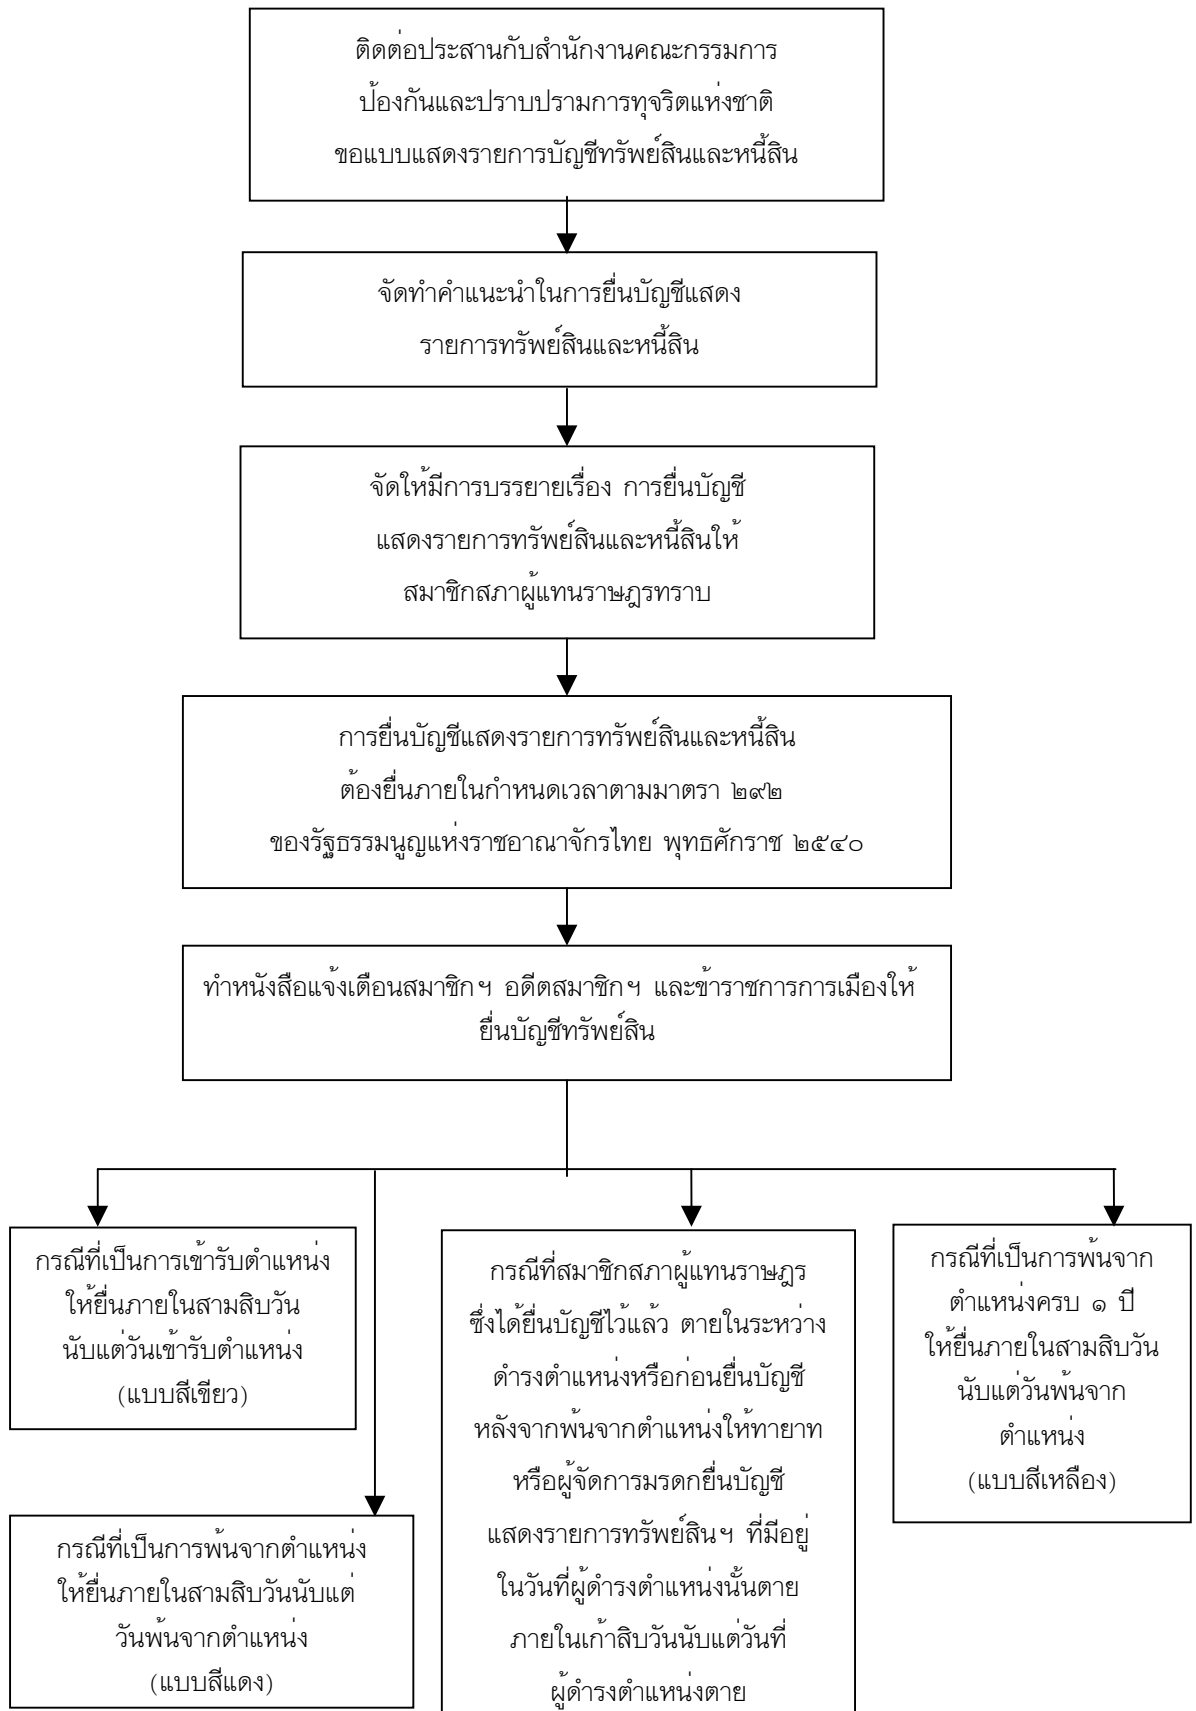 ติดต่อประสานกับสำนักงานคณะกรรมการ
ป้องกันและปราบปรามการทุจริตแห่งชาติ
ขอแบบแสดงรายการบัญชีทรัพย์สินและหนี้สิน
จัดทำคำแนะนำในการยื่นบัญชีแสดง
รายการทรัพย์สินและหนี้สิน
จัดให้มีการบรรยายเรื่อง การยื่นบัญชี
แสดงรายการทรัพย์สินและหนี้สินให้
สมาชิกสภาผู้แทนราษฎรทราบ
การยื่นบัญชีแสดงรายการทรัพย์สินและหนี้สิน
ต้องยื่นภายในกำหนดเวลาตามมาตรา ๒๙๒
ของรัฐธรรมนูญแห่งราชอาณาจักรไทย พุทธศักราช ๒๕๔๐
ทำหนังสือแจ้งเตือนสมาชิกฯ อดีตสมาชิกฯ และข้าราชการการเมืองให้
ยื่นบัญชีทรัพย์สิน
กรณีที่เป็นการเข้ารับตำแหน่ง
ให้ยื่นภายในสามสิบวัน
นับแต่วันเข้ารับตำแหน่ง
(แบบสีเขียว)
กรณีที่เป็นการพ้นจากตำแหน่ง
ให้ยื่นภายในสามสิบวันนับแต่
วันพ้นจากตำแหน่ง
(แบบสีแดง)
กรณีที่สมาชิกสภาผู้แทนราษฎร
ซึ่งได้ยื่นบัญชีไว้แล้ว ตายในระหว่าง
ดำรงตำแหน่งหรือก่อนยื่นบัญชี
หลังจากพ้นจากตำแหน่งให้ทายาท
หรือผู้จัดการมรดกยื่นบัญชี
แสดงรายการทรัพย์สินฯ ที่มีอยู่
ในวันที่ผู้ดำรงตำแหน่งนั้นตาย
ภายในเก้าสิบวันนับแต่วันที่
ผู้ดำรงตำแหน่งตาย
กรณีที่เป็นการพ้นจาก
ตำแหน่งครบ ๑ ปี
ให้ยื่นภายในสามสิบวัน
นับแต่วันพ้นจาก
ตำแหน่ง
(แบบสีเหลือง)